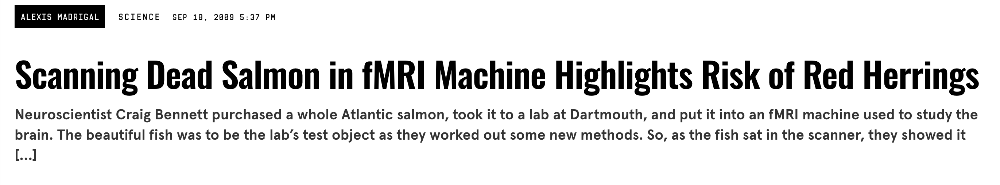 ALEXIS MADRIGAL SCIENCE SEP 18, 2009 5:37 PM
Scanning Dead Salmon in fMRI Machine Highlights Risk of Red Herrings
Neuroscientist Craig Bennett purchased a whole Atlantic salmon, took it to a lab at Dartmouth, and put it into an fMRI machine used to study the
brain. The beautiful fish was to be the lab’s test object as they worked out some new methods. So, as the fish sat in the scanner, they showed it
[…]